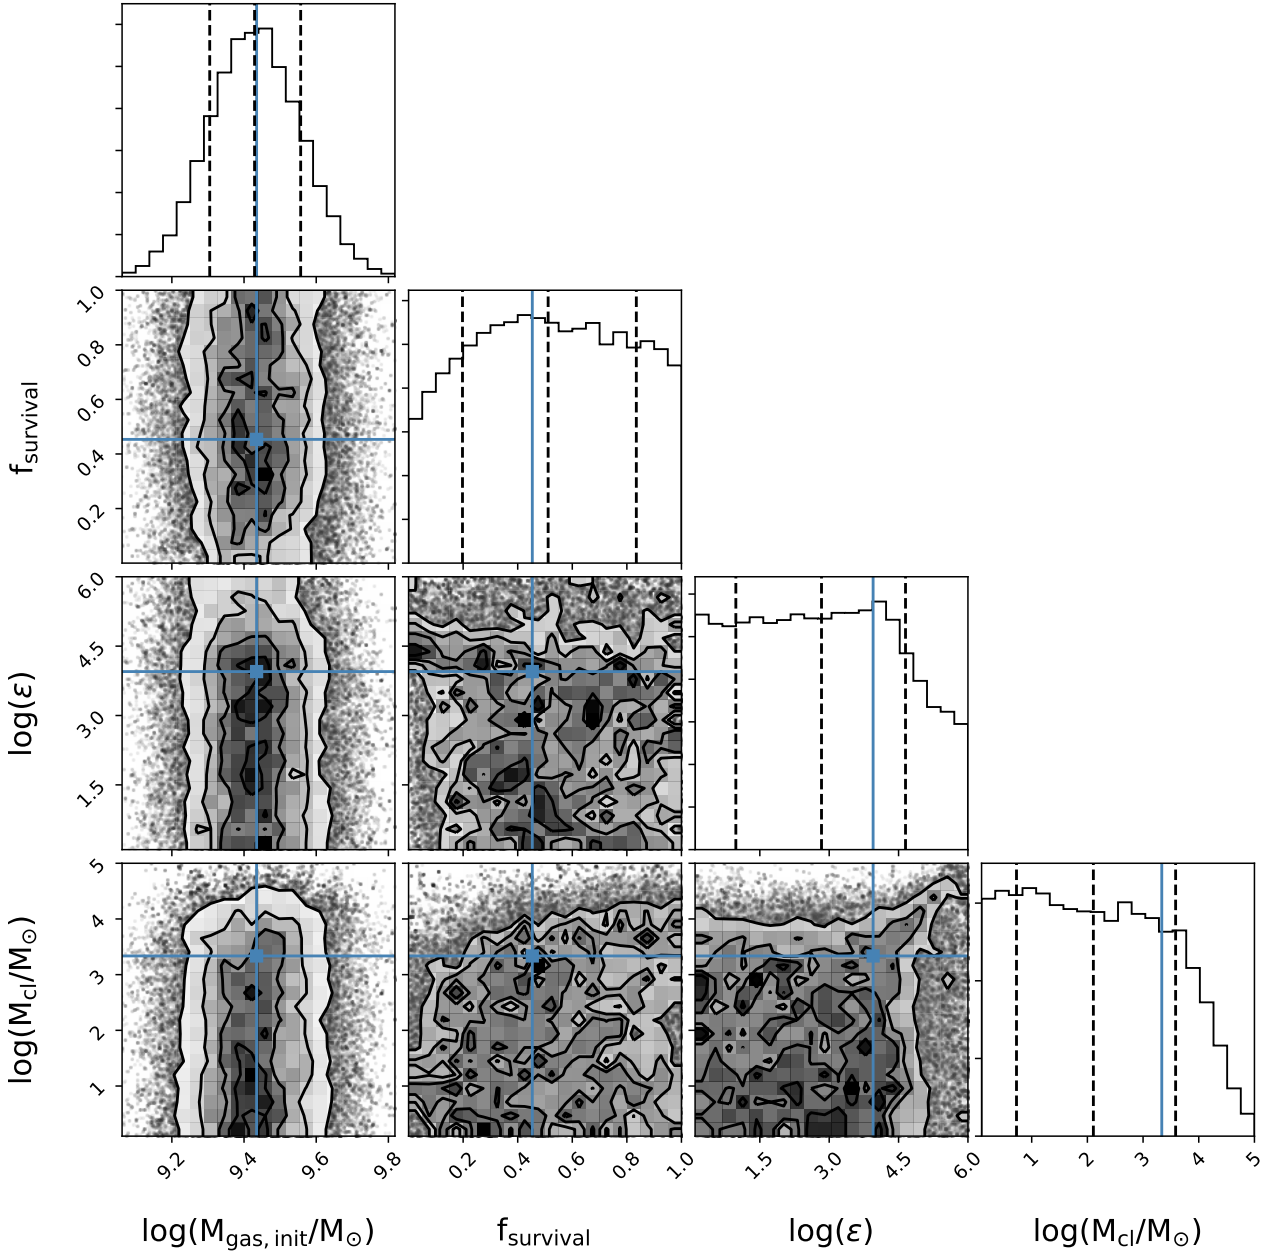 1.0
0.8
0.6
0.4
0.2
f_survival
6.0
4.5
3.0
1.5
log(ε)
5
4
3
2
1
log(M_cl/M_⊙)
9.2 9.4 9.6 9.8 0.2 0.4 0.6 0.8 1.0 1.5 3.0 4.5 6.0 1 2 3 4 5
log(M_gas, init/M_⊙) f_survival log(ε) log(M_cl/M_⊙)